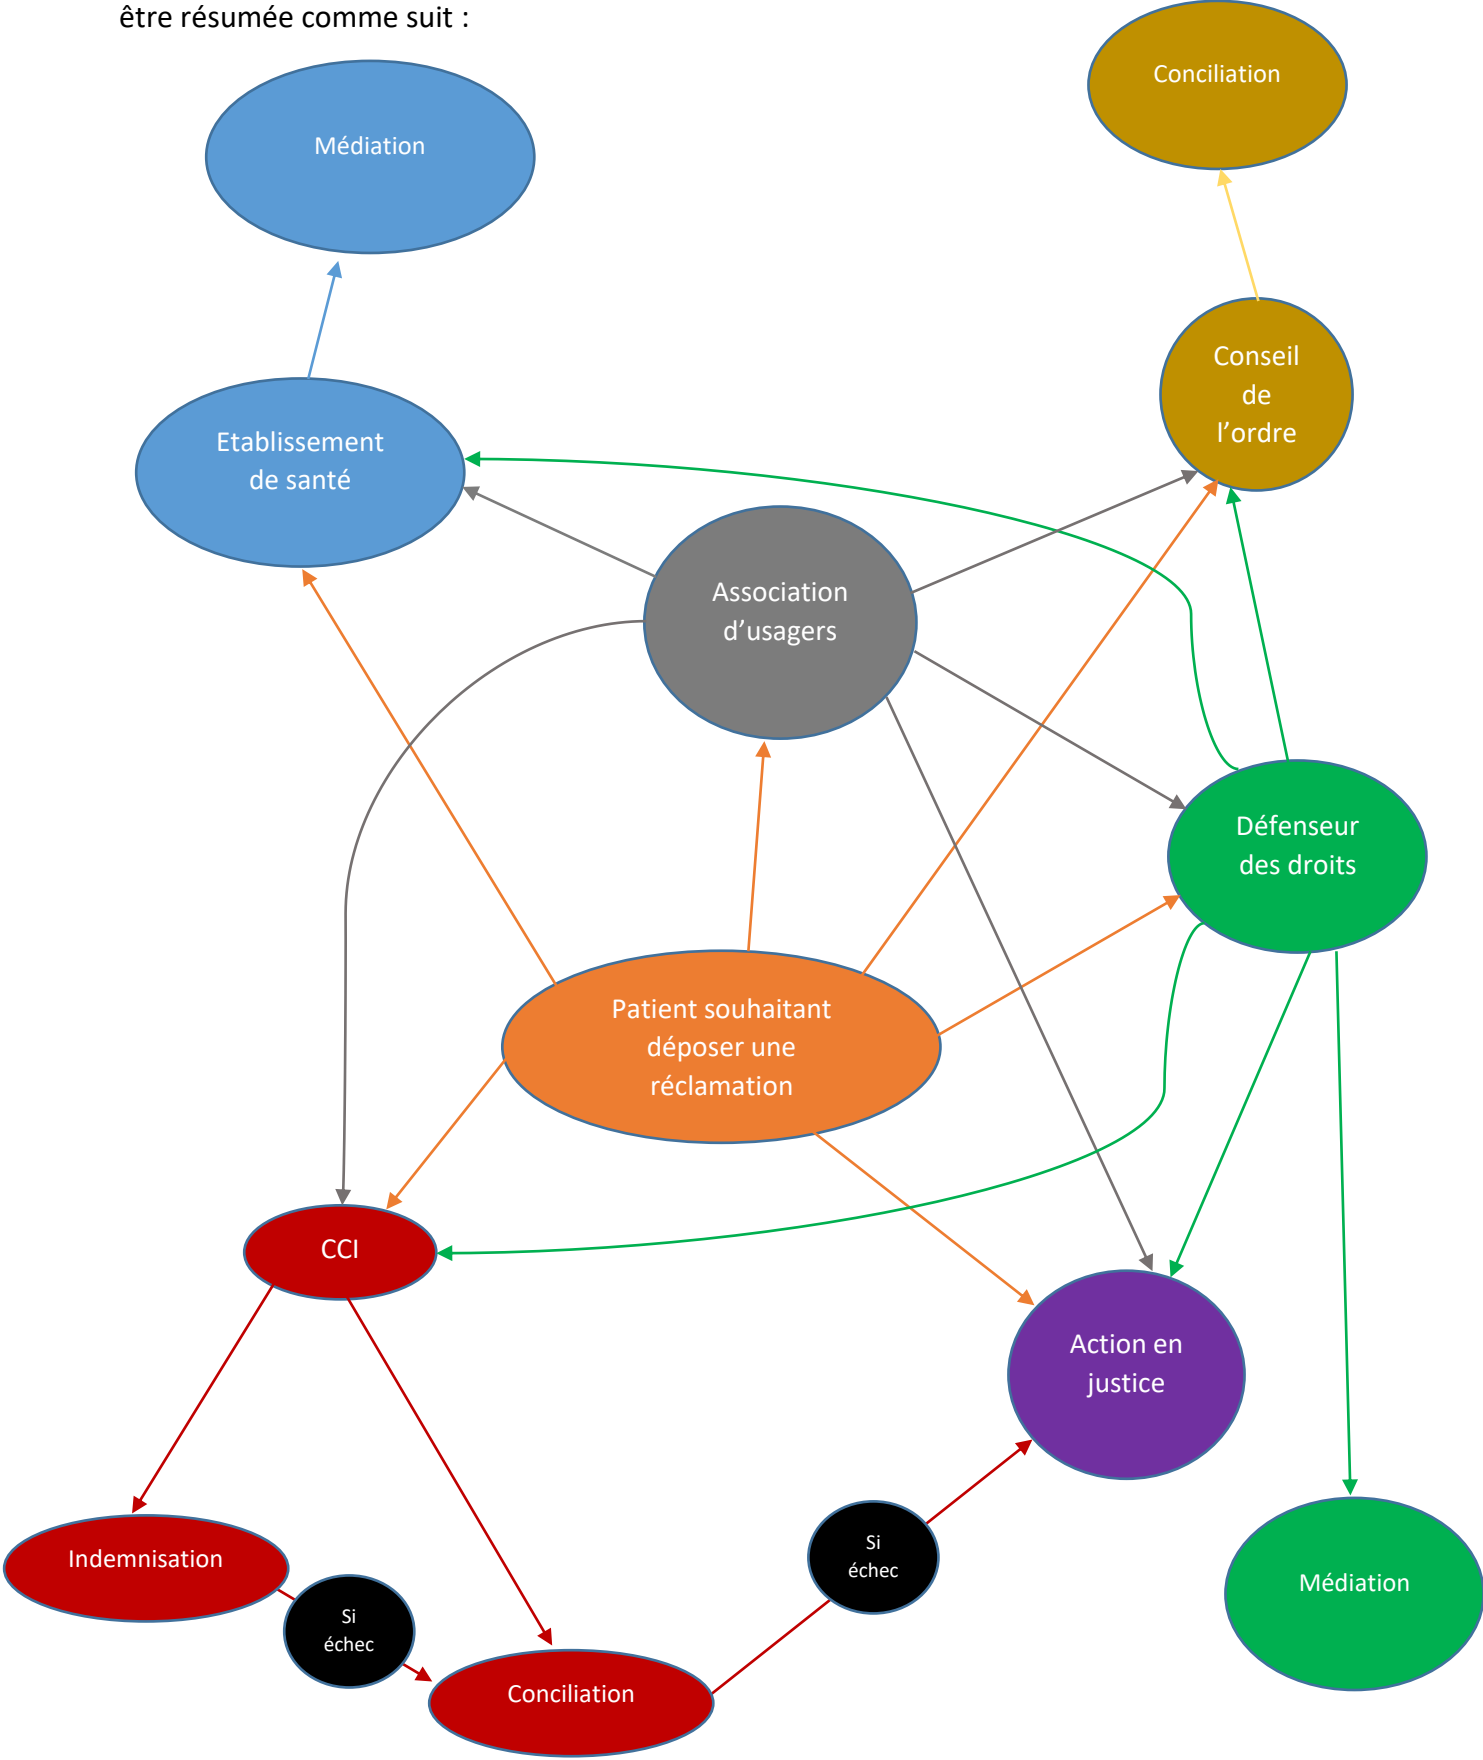 être résumée comme suit :
Conciliation
Médiation
Conseil
de
l’ordre
Etablissement
de santé
Association
d’usagers
Défenseur
des droits
Patient souhaitant
déposer une
réclamation
CCI
Action en
justice
Si
échec
Indemnisation
Médiation
Si
échec
Conciliation